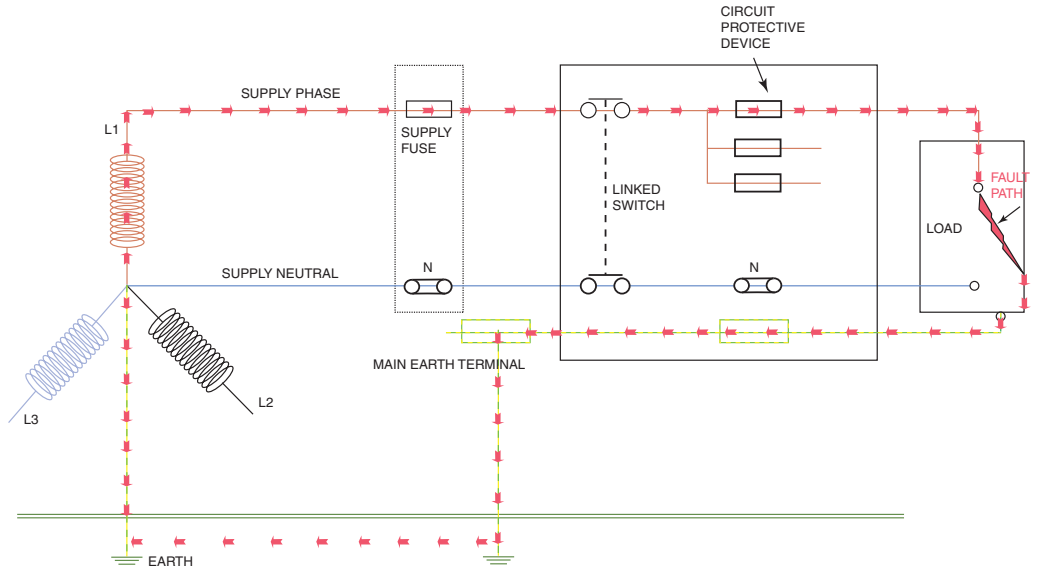 CIRCUIT
PROTECTIVE
DEVICE
SUPPLY PHASE
L1
SUPPLY
FUSE
LINKED
SWITCH
FAULT
PATH
LOAD
SUPPLY NEUTRAL
N
N
MAIN EARTH TERMINAL
L3
L2
EARTH